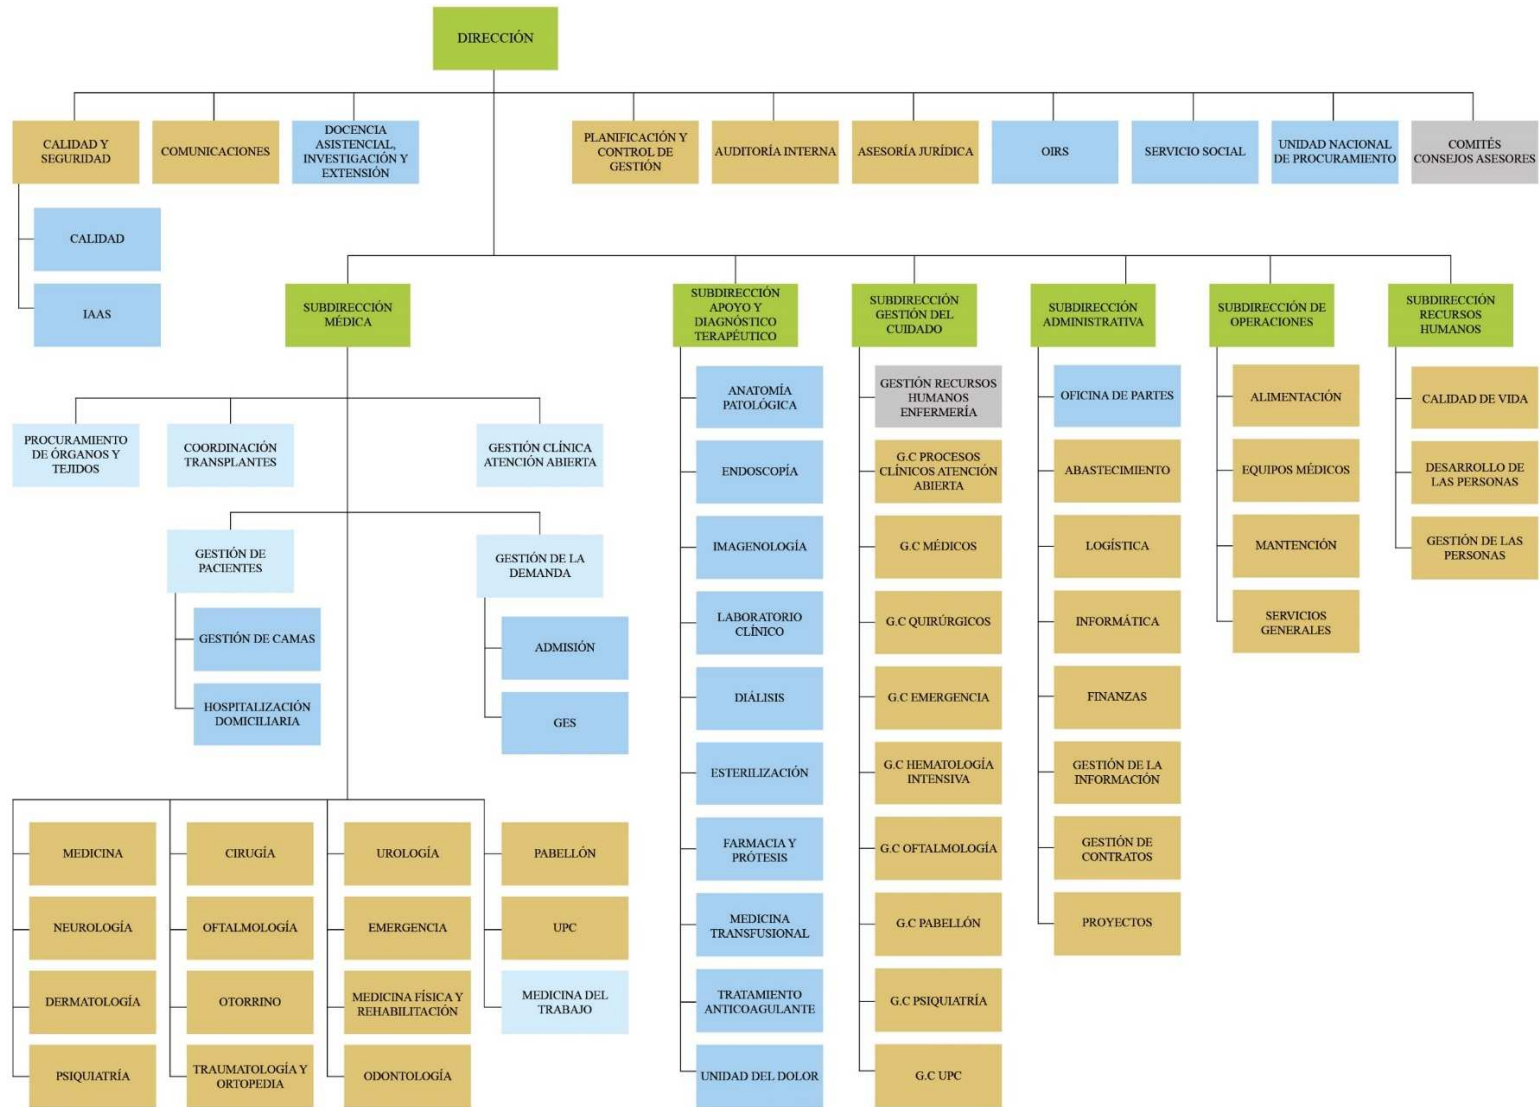 DIRECCIÓN
CALIDAD Y
SEGURIDAD
COMUNICACIONES
DOCENCIA
ASISTENCIAL,
INVESTIGACIÓN Y
EXTENSIÓN
PLANIFICACIÓN Y
CONTROL DE
GESTIÓN
AUDITORÍA INTERNA
ASESORÍA JURÍDICA
OIRS
SERVICIO SOCIAL
UNIDAD NACIONAL
DE PROCURAMIENTO
COMITÉS
CONSEJOS ASESORES
CALIDAD
IAAS
SUBDIRECCIÓN
MÉDICA
PROCURAMIENTO
DE ÓRGANOS Y
TEJIDOS
COORDINACIÓN
TRANSPLANTES
GESTIÓN CLÍNICA
ATENCIÓN ABIERTA
GESTIÓN DE
PACIENTES
GESTIÓN DE CAMAS
HOSPITALIZACIÓN
DOMICILIARIA
GESTIÓN DE LA
DEMANDA
ADMISIÓN
GES
MEDICINA
NEUROLOGÍA
DERMATOLOGÍA
PSIQUIATRÍA
CIRUGÍA
OFTALMOLOGÍA
OTORRINO
TRAUMATOLOGÍA Y
ORTOPEDIA
UROLOGÍA
EMERGENCIA
MEDICINA FÍSICA Y
REHABILITACIÓN
ODONTOLOGÍA
PABELLÓN
UPC
MEDICINA DEL
TRABAJO
SUBDIRECCIÓN
APOYO Y
DIAGNÓSTICO
TERAPÉUTICO
ANATOMÍA
PATOLÓGICA
ENDOSCOPÍA
IMAGENOLOGÍA
LABORATORIO
CLÍNICO
DIÁLISIS
ESTERILIZACIÓN
FARMACIA Y
PRÓTESIS
MEDICINA
TRANSFUSIONAL
TRATAMIENTO
ANTICOAGULANTE
UNIDAD DEL DOLOR
SUBDIRECCIÓN
GESTIÓN DEL
CUIDADO
GESTIÓN RECURSOS
HUMANOS
ENFERMERÍA
G.C PROCESOS
CLÍNICOS ATENCIÓN
ABIERTA
G.C MÉDICOS
G.C QUIRÚRGICOS
G.C EMERGENCIA
G.C HEMATOLOGÍA
INTENSIVA
G.C OFTALMOLOGÍA
G.C PABELLÓN
G.C PSIQUIATRÍA
G.C UPC
SUBDIRECCIÓN
ADMINISTRATIVA
OFICINA DE PARTES
ABASTECIMIENTO
LOGÍSTICA
INFORMÁTICA
FINANZAS
GESTIÓN DE LA
INFORMACIÓN
GESTIÓN DE
CONTRATOS
PROYECTOS
SUBDIRECCIÓN DE
OPERACIONES
ALIMENTACIÓN
EQUIPOS MÉDICOS
MANTENCIÓN
SERVICIOS
GENERALES
SUBDIRECCIÓN
RECURSOS
HUMANOS
CALIDAD DE VIDA
DESARROLLO DE
LAS PERSONAS
GESTIÓN DE LAS
PERSONAS